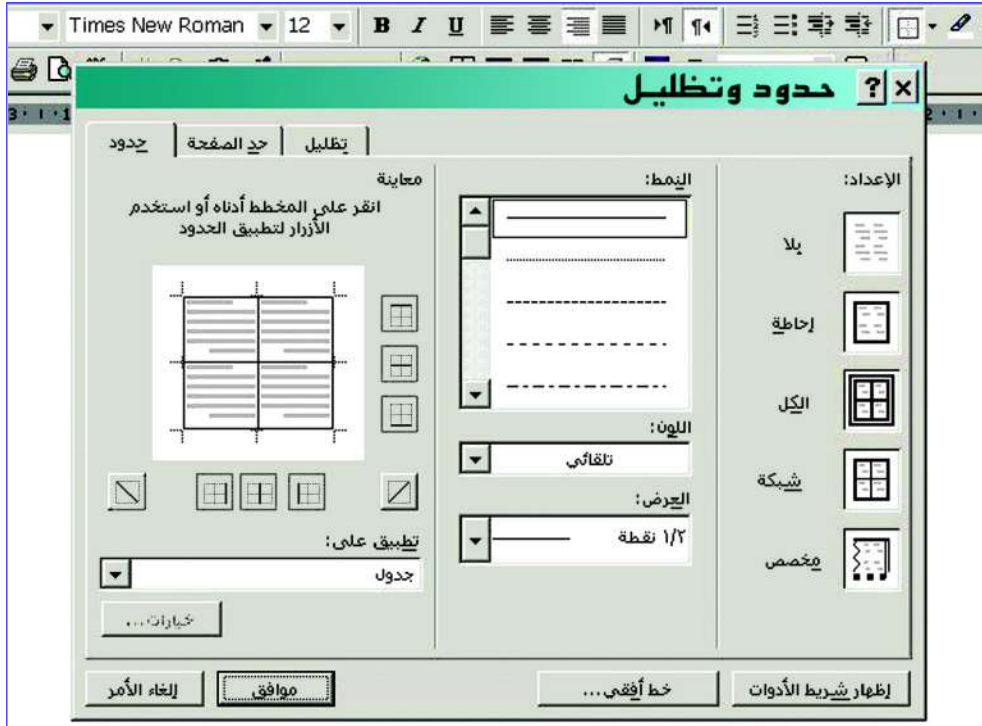 Times New Roman 12 B I U
حدود وتظليل
حدود حد الصفحة تظليل
الإعداد:
بلا
إحاطة
الكل
شبكة
مخصص
النمط:
اللون:
تلقائي
العرض:
١/٢ نقطة
معاينة
انقر على المخطط أدناه أو استخدم
الأزرار لتطبيق الحدود
تطبيق على:
جدول
خيارات...
إظهار شريط الأدوات
خط أفقي...
موافق
إلغاء الأمر